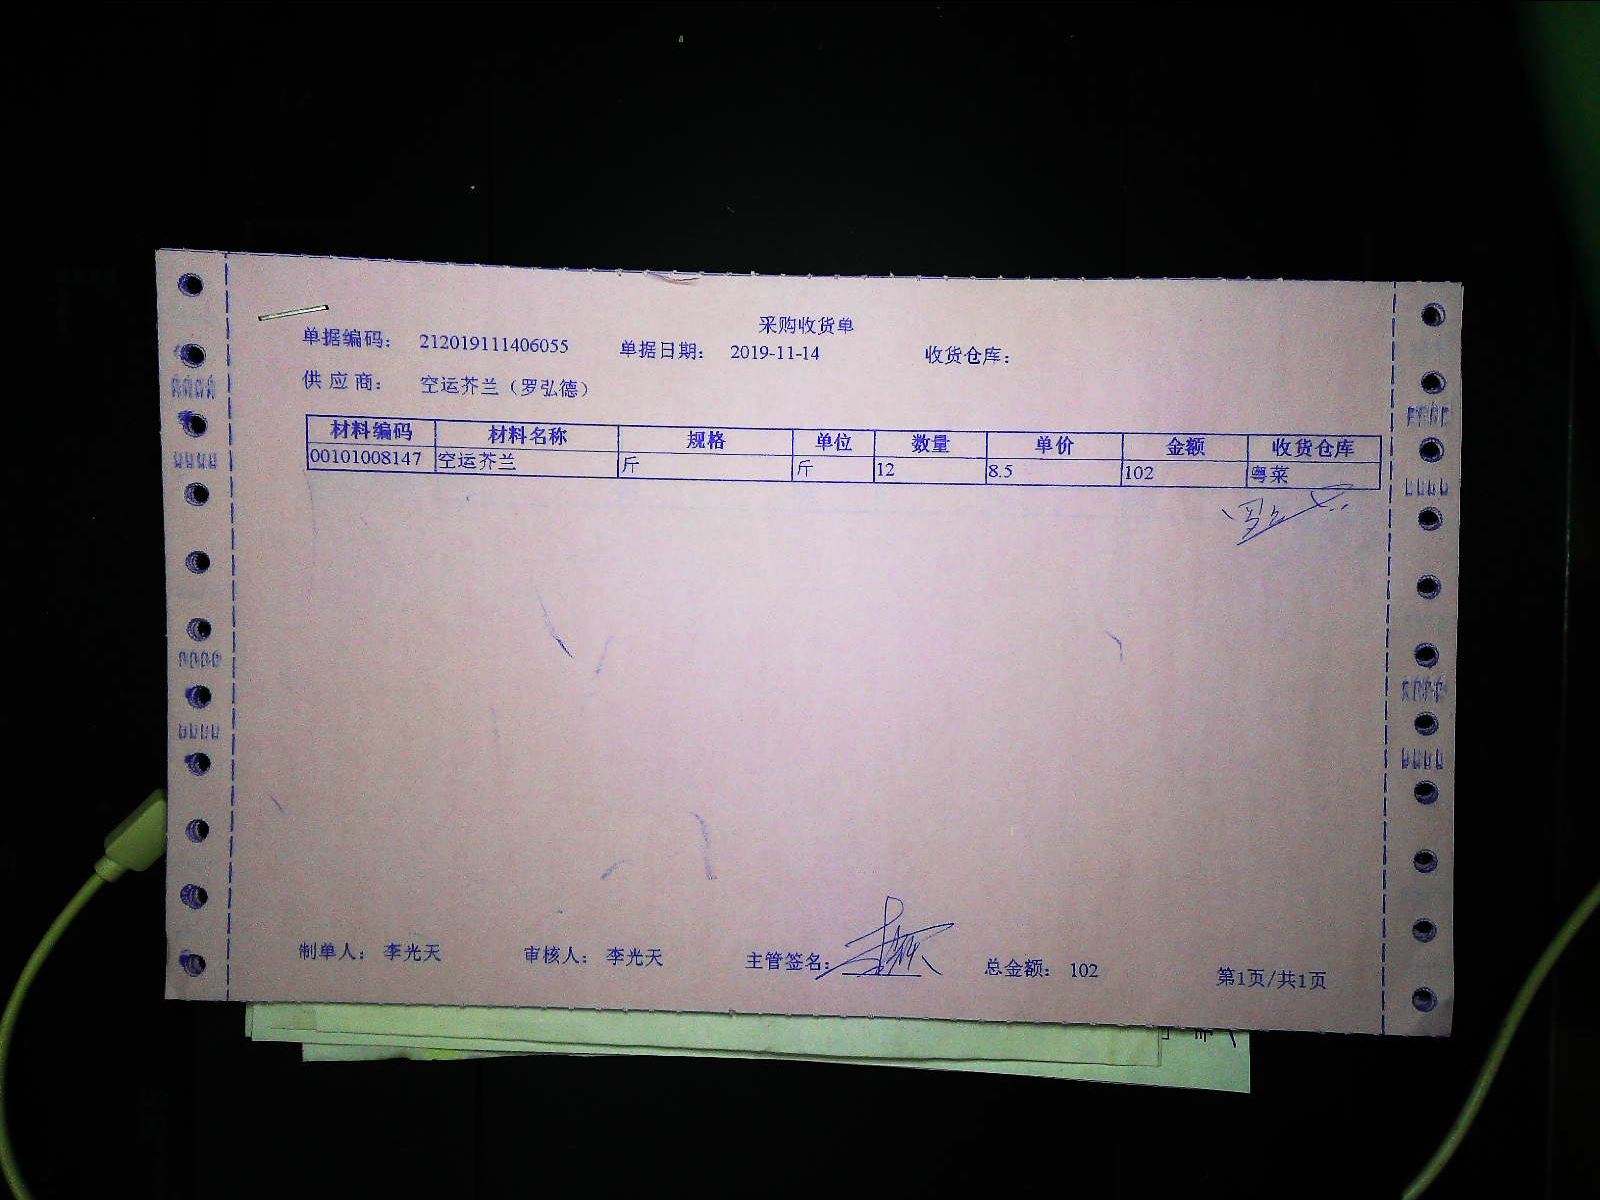 采购收货单
单据编码： 212019111406055 单据日期： 2019-11-14 收货仓库：
供 应 商： 空运芥兰（罗弘德）
材料编码 材料名称 规格 单位 数量 单价 金额 收货仓库
00101008147 空运芥兰 斤 斤 12 8.5 102 粤菜
制单人： 李光天 审核人： 李光天 主管签名： 总金额： 102 第1页/共1页